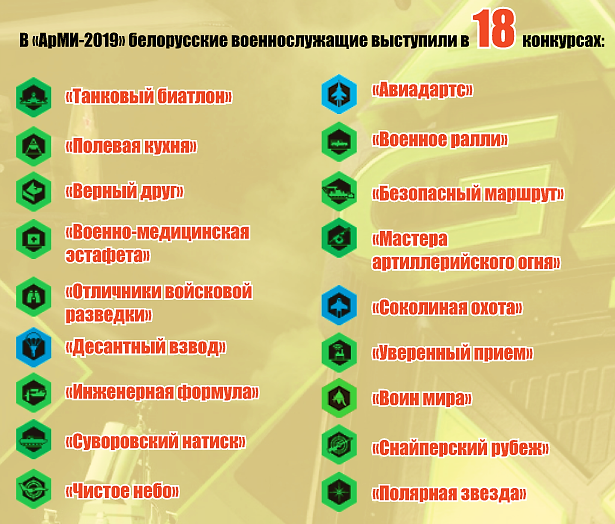 В «АрМИ-2019» белорусские военнослужащие выступили в 18 конкурсах:
«Танковый биатлон»
«Полевая кухня»
«Верный друг»
«Военно-медицинская
эстафета»
«Отличники войсковой
разведки»
«Десантный взвод»
«Инженерная формула»
«Суворовский натиск»
«Чистое небо»
«Авиадартс»
«Военное ралли»
«Безопасный маршрут»
«Мастера
артиллерийского огня»
«Соколиная охота»
«Уверенный прием»
«Воин мира»
«Снайперский рубеж»
«Полярная звезда»